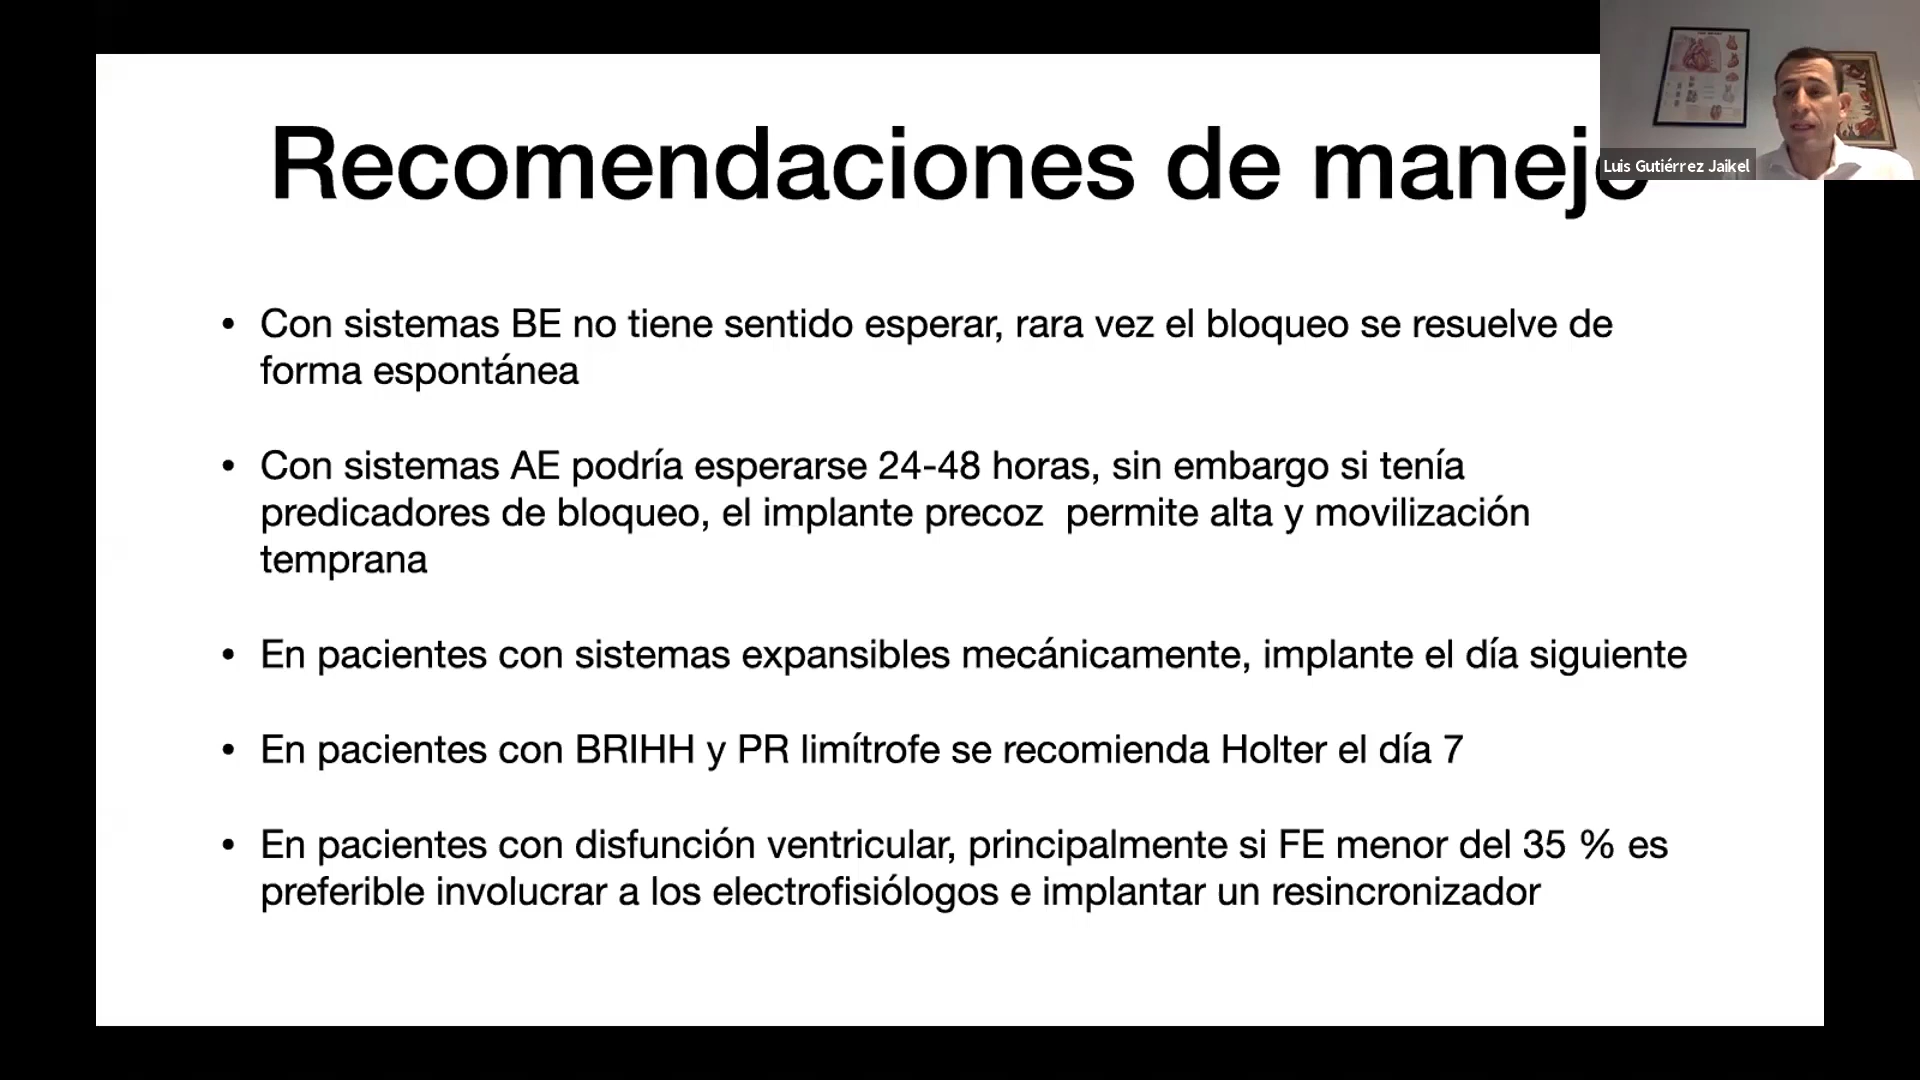 Recomendaciones de manejo
Luis Gutiérrez Jaikel
• Con sistemas BE no tiene sentido esperar, rara vez el bloqueo se resuelve de
forma espontánea
• Con sistemas AE podría esperarse 24-48 horas, sin embargo si tenía
predicadores de bloqueo, el implante precoz  permite alta y movilización
temprana
• En pacientes con sistemas expansibles mecánicamente, implante el día siguiente
• En pacientes con BRIHH y PR limítrofe se recomienda Holter el día 7
• En pacientes con disfunción ventricular, principalmente si FE menor del 35 % es
preferible involucrar a los electrofisiólogos e implantar un resincronizador